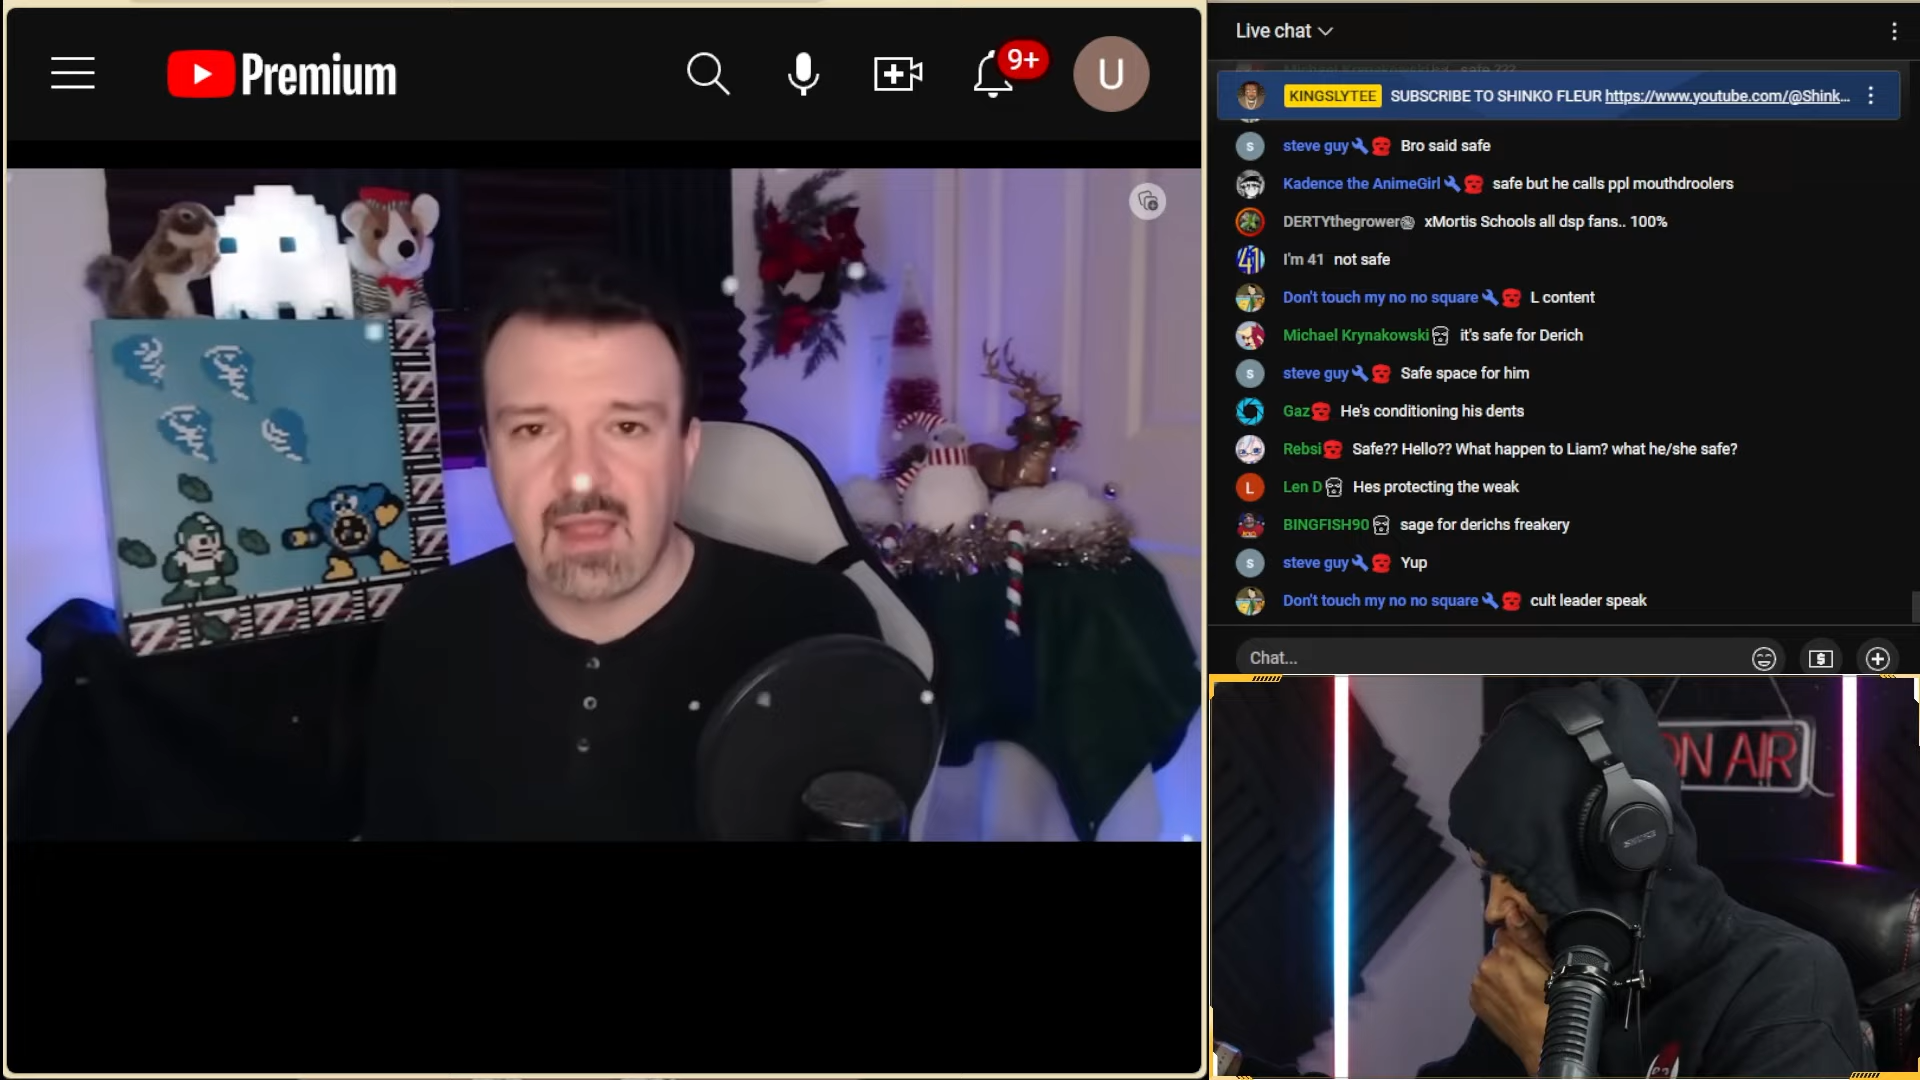 Premium
9+
U
Live chat
KINGSLYTEE SUBSCRIBE TO SHINKO FLEUR https://www.youtube.com/@Shink...
steve guy Bro said safe
Kadence the AnimeGirl safe but he calls ppl mouthdroolers
DERTYthegrower xMortis Schools all dsp fans.. 100%
I'm 41 not safe
Don't touch my no no square L content
Michael Krynakowski it's safe for Derich
steve guy Safe space for him
Gaz He's conditioning his dents
Rebsi Safe?? Hello?? What happen to Liam? what he/she safe?
Len D Hes protecting the weak
BINGFISH90 sage for derichs freakery
steve guy Yup
Don't touch my no no square cult leader speak
Chat...
ON AIR